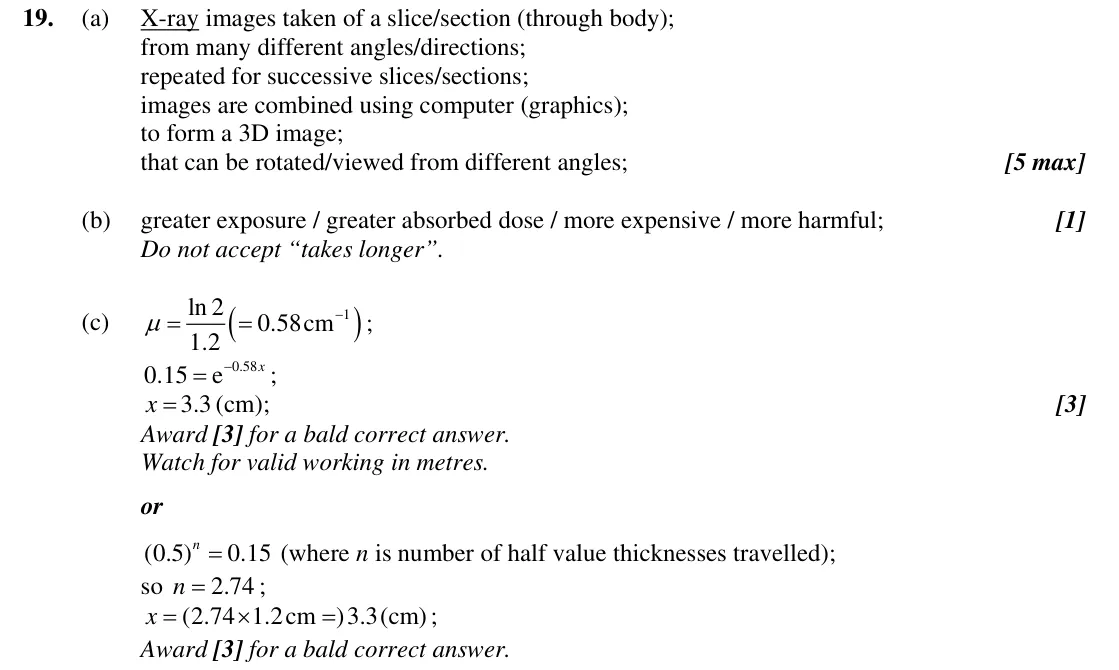 19. (a) X-ray images taken of a slice/section (through body);
from many different angles/directions;
repeated for successive slices/sections;
images are combined using computer (graphics);
to form a 3D image;
that can be rotated/viewed from different angles; [5 max]
(b) greater exposure / greater absorbed dose / more expensive / more harmful; [1]
Do not accept “takes longer”.
(c) μ = ln 2 / 1.2 (= 0.58 cm⁻¹);
0.15 = e^(−0.58x);
x = 3.3 (cm); [3]
Award [3] for a bald correct answer.
Watch for valid working in metres.
or
(0.5)ⁿ = 0.15 (where n is number of half value thicknesses travelled);
so n = 2.74;
x = (2.74×1.2cm =)3.3(cm);
Award [3] for a bald correct answer.